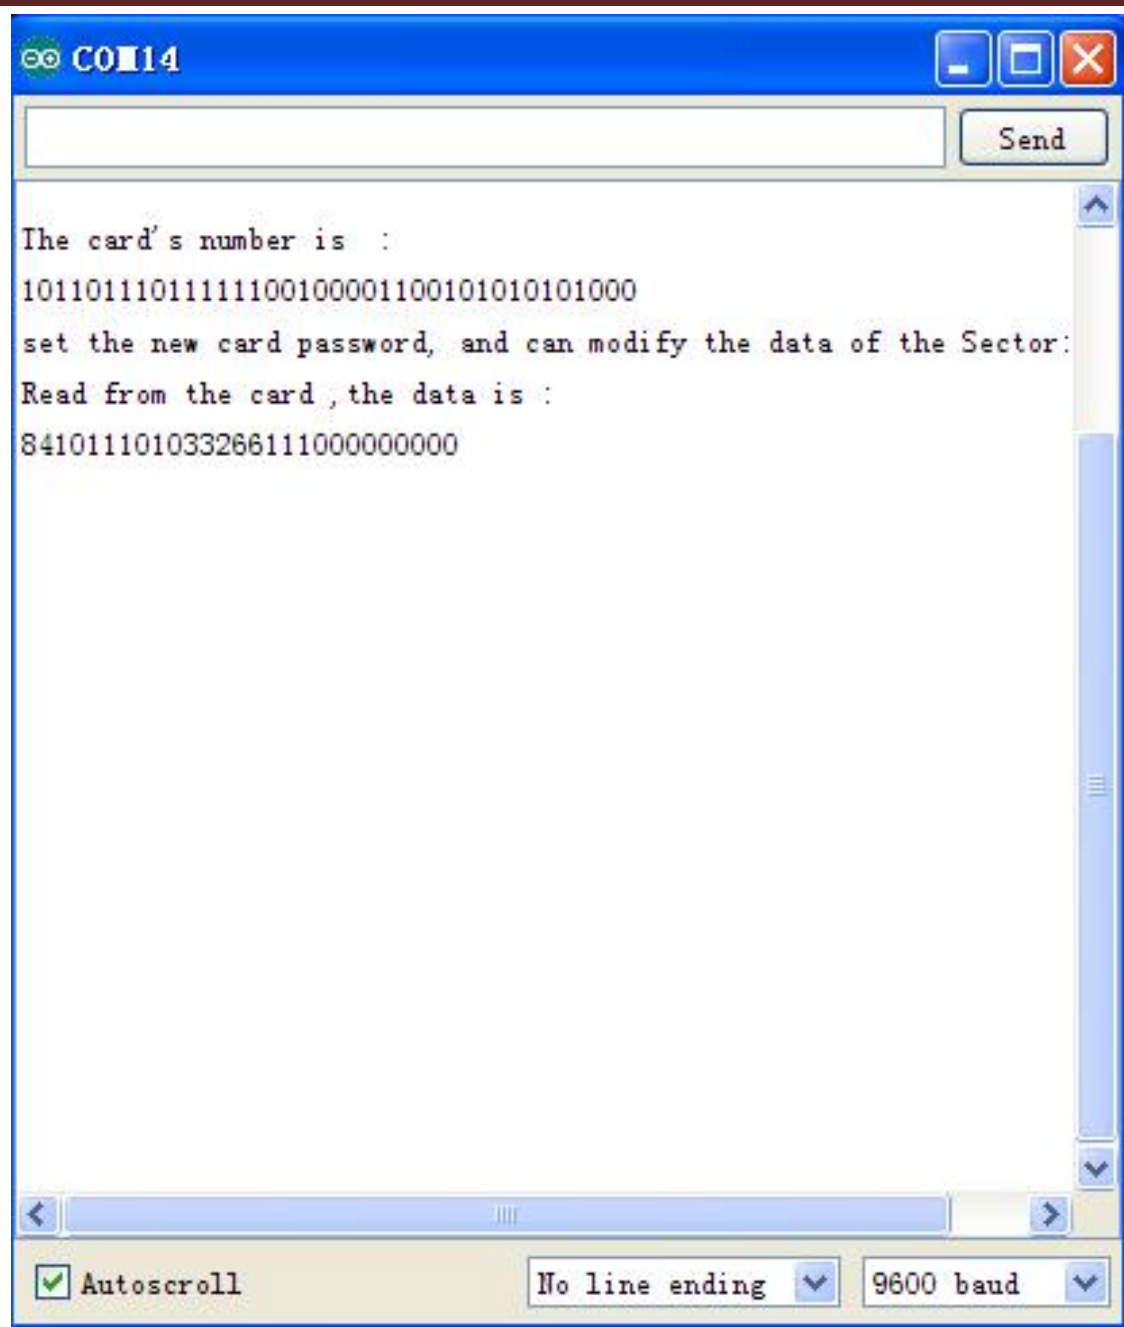 COM14
Send
The card's number is  :
10110111011111100100001100101010101000
set the new card password, and can modify the data of the Sector:
Read from the card ,the data is :
8410111010332661110000000000
Autoscroll
No line ending
9600 baud